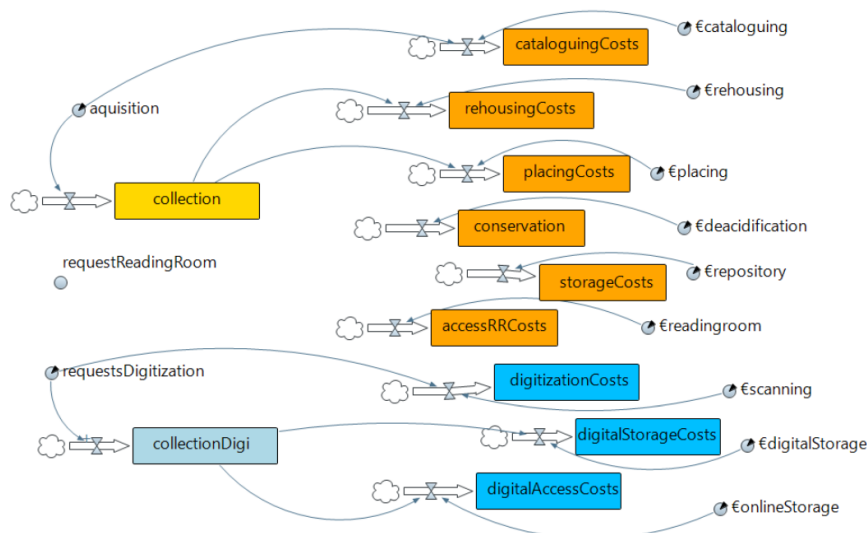 cataloguingCosts
€cataloguing
aquisition
rehousingCosts
€rehousing
placingCosts
€placing
collection
conservation
€deacidification
requestReadingRoom
storageCosts
€repository
accessRRCosts
€readingroom
requestsDigitization
digitizationCosts
€scanning
collectionDigi
digitalStorageCosts
€digitalStorage
digitalAccessCosts
€onlineStorage